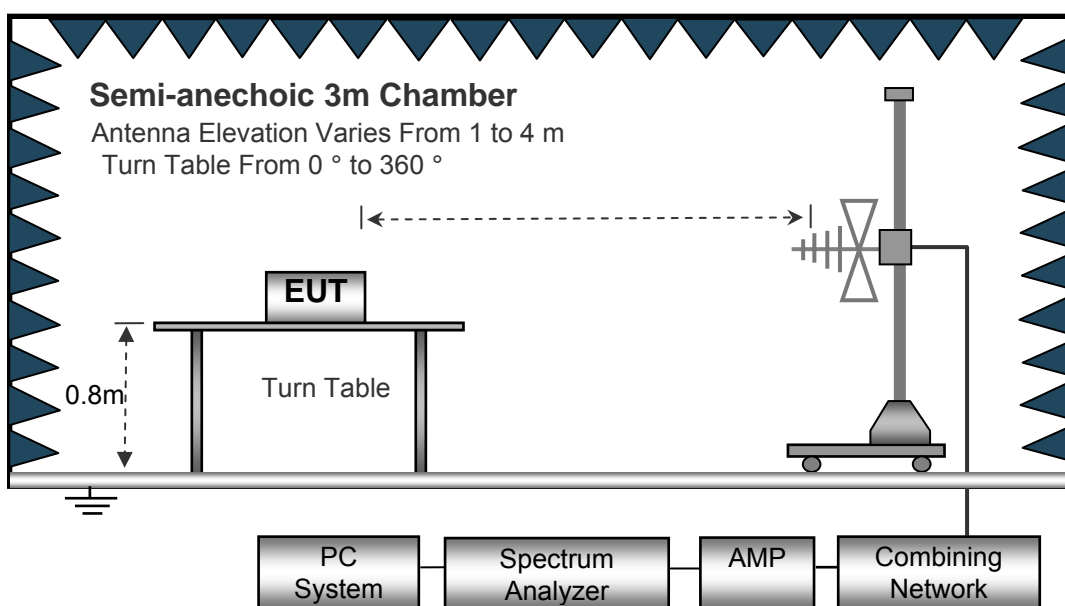 Semi-anechoic 3m Chamber
Antenna Elevation Varies From 1 to 4 m
Turn Table From 0 ° to 360 °
EUT
0.8m
Turn Table
PC
System
Spectrum
Analyzer
AMP
Combining
Network